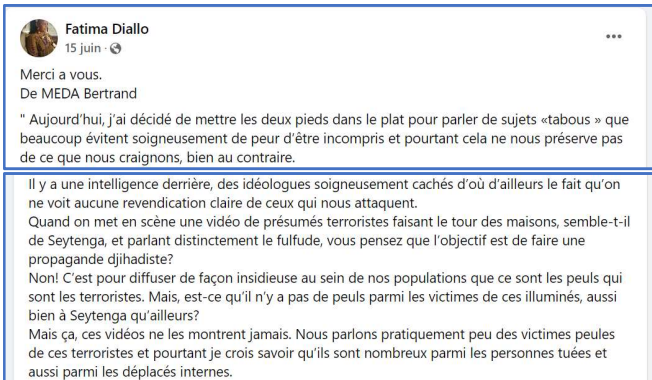 Fatima Diallo
15 juin ·
Merci a vous.
De MEDA Bertrand
" Aujourd’hui, j’ai décidé de mettre les deux pieds dans le plat pour parler de sujets «tabous » que
beaucoup évitent soigneusement de peur d’être incompris et pourtant cela ne nous préserve pas
de ce que nous craignons, bien au contraire.
Il y a une intelligence derrière, des idéologues soigneusement cachés d’où d’ailleurs le fait qu’on
ne voit aucune revendication claire de ceux qui nous attaquent.
Quand on met en scène une vidéo de présumés terroristes faisant le tour des maisons, semble-t-il
de Seytenga, et parlant distinctement le fulfude, vous pensez que l’objectif est de faire une
propagande djihadiste?
Non! C’est pour diffuser de façon insidieuse au sein de nos populations que ce sont les peuls qui
sont les terroristes. Mais, est-ce qu’il n’y a pas de peuls parmi les victimes de ces illuminés, aussi
bien à Seytenga qu’ailleurs?
Mais ça, ces vidéos ne les montrent jamais. Nous parlons pratiquement peu des victimes peules
de ces terroristes et pourtant je crois savoir qu’ils sont nombreux parmi les personnes tuées et
aussi parmi les déplacés internes.